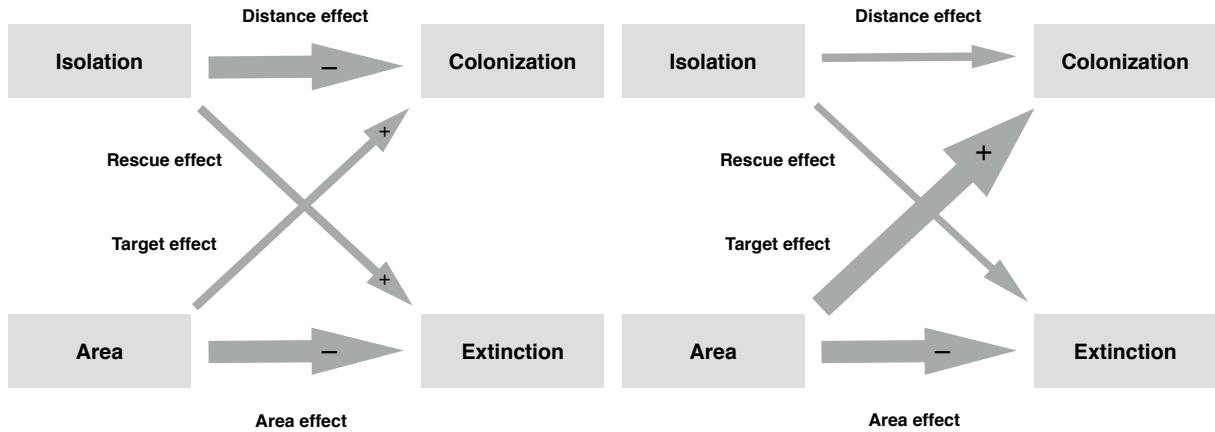 Distance effect
Isolation
−
Colonization
+
Rescue effect
Target effect
+
Area
−
Extinction
Area effect
Distance effect
Isolation
Colonization
+
Rescue effect
Target effect
Area
−
Extinction
Area effect